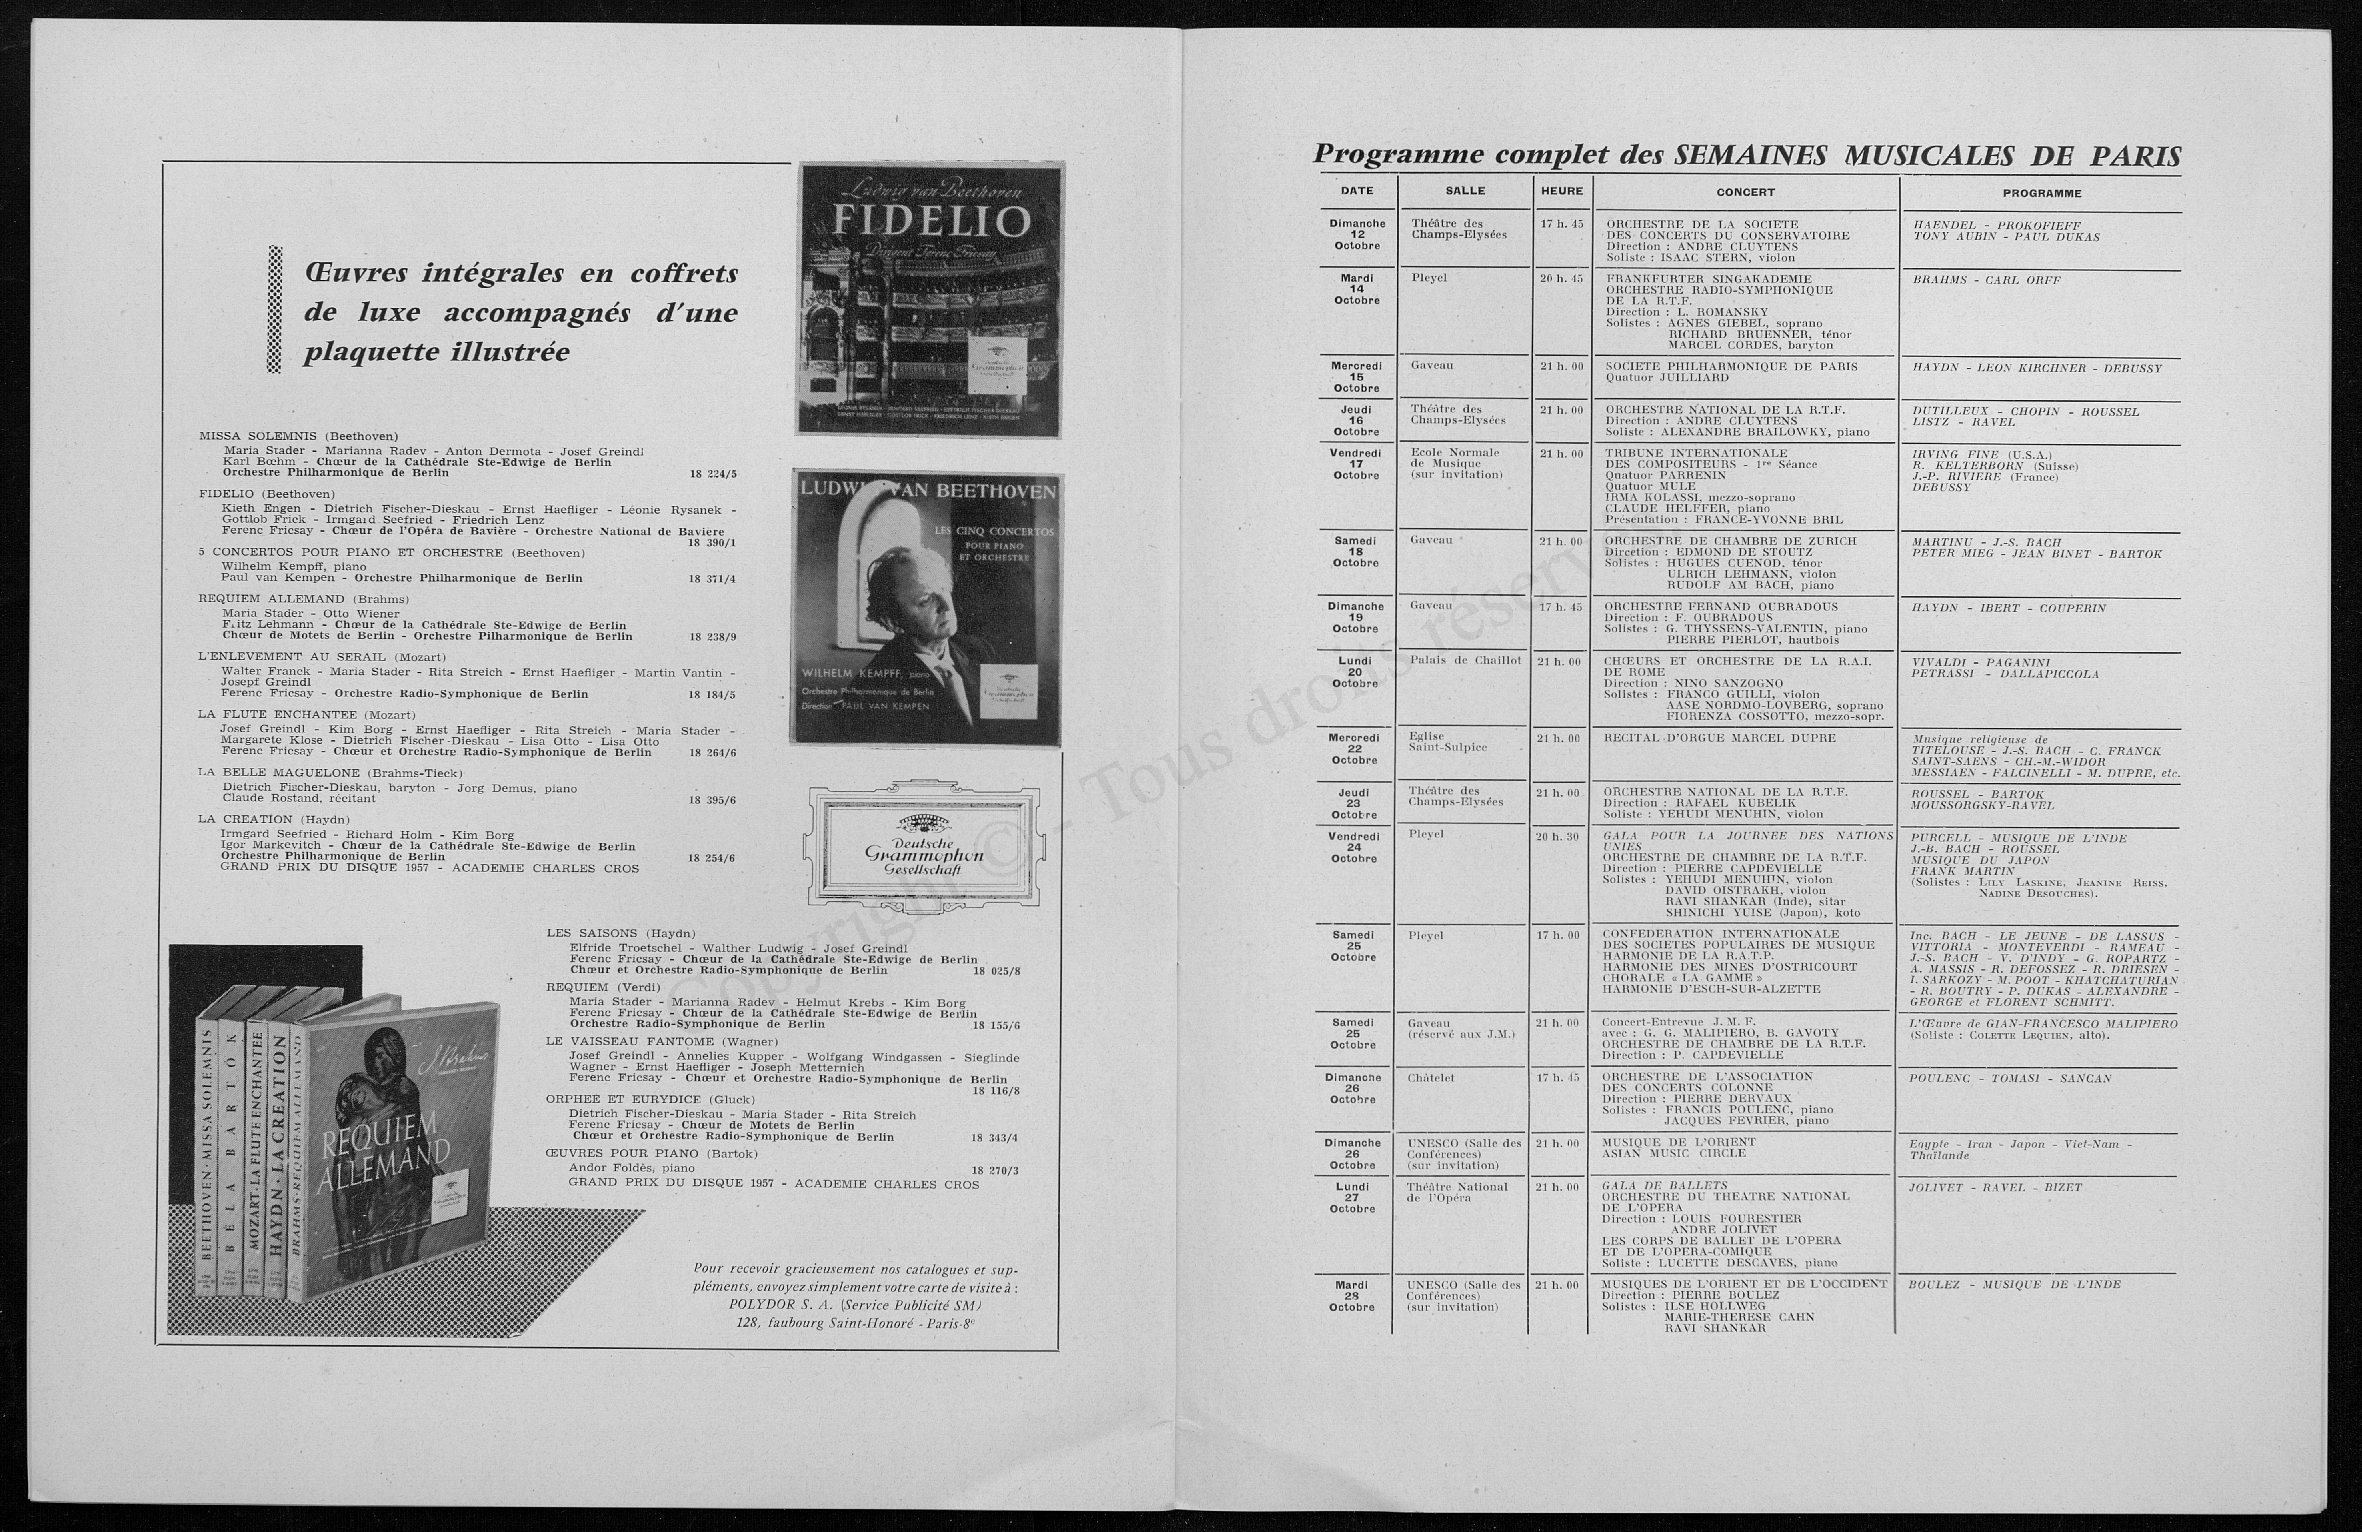 Œuvres intégrales en coffrets
de luxe accompagnés d'une
plaquette illustrée
MISSA SOLEMNIS (Beethoven)
Maria Stader - Marianna Radev - Anton Dermota - Josef Greindl
Karl Bœhm - Chœur de la Cathédrale Ste-Edwige de Berlin
Orchestre Philharmonique de Berlin 18 224/5
FIDELIO (Beethoven)
Kieth Engen - Dietrich Fischer-Dieskau - Ernst Haefliger - Léonie Rysanek -
Gottlob Frick - Irmgard Seefried - Friedrich Lenz
Ferenc Fricsay - Chœur de l'Opéra de Bavière - Orchestre National de Bavière
18 390/1
5 CONCERTOS POUR PIANO ET ORCHESTRE (Beethoven)
Wilhelm Kempff, piano
Paul van Kempen - Orchestre Philharmonique de Berlin 18 371/4
REQUIEM ALLEMAND (Brahms)
Maria Stader - Otto Wiener
Fritz Lehmann - Chœur de la Cathédrale Ste-Edwige de Berlin
Chœur de Motets de Berlin - Orchestre Pilharmonique de Berlin 18 238/9
L'ENLEVEMENT AU SERAIL (Mozart)
Walter Franck - Maria Stader - Rita Streich - Ernst Haefliger - Martin Vantin -
Josepf Greindl
Ferenc Fricsay - Orchestre Radio-Symphonique de Berlin 18 184/5
LA FLUTE ENCHANTEE (Mozart)
Josef Greindl - Kim Borg - Ernst Haefliger - Rita Streich - Maria Stader -
Margarete Klose - Dietrich Fischer-Dieskau - Lisa Otto - Lisa Otto
Ferenc Fricsay - Chœur et Orchestre Radio-Symphonique de Berlin 18 264/6
LA BELLE MAGUELONE (Brahms-Tieck)
Dietrich Fischer-Dieskau, baryton - Jorg Demus, piano
Claude Rostand, récitant 18 395/6
LA CREATION (Haydn)
Irmgard Seefried - Richard Holm - Kim Borg
Igor Markevitch - Chœur de la Cathédrale Ste-Edwige de Berlin
Orchestre Philharmonique de Berlin 18 254/6
GRAND PRIX DU DISQUE 1957 - ACADEMIE CHARLES CROS
Ludwig van Beethoven
FIDELIO
Dirigent Ferenc Fricsay
LUDWIG VAN BEETHOVEN
LES CINQ CONCERTOS
POUR PIANO
ET ORCHESTRE
WILHELM KEMPFF, piano
Orchestre Philharmonique de Berlin
Direction PAUL VAN KEMPEN
Deutsche
Grammophon
Gesellschaft
LES SAISONS (Haydn)
Elfride Troetschel - Walther Ludwig - Josef Greindl
Ferenc Fricsay - Chœur de la Cathédrale Ste-Edwige de Berlin
Chœur et Orchestre Radio-Symphonique de Berlin 18 025/8
REQUIEM (Verdi)
Maria Stader - Marianna Radev - Helmut Krebs - Kim Borg
Ferenc Fricsay - Chœur de la Cathédrale Ste-Edwige de Berlin
Orchestre Radio-Symphonique de Berlin 18 155/6
LE VAISSEAU FANTOME (Wagner)
Josef Greindl - Annelies Kupper - Wolfgang Windgassen - Sieglinde
Wagner - Ernst Haefliger - Joseph Metternich
Ferenc Fricsay - Chœur et Orchestre Radio-Symphonique de Berlin
18 116/8
ORPHEE ET EURYDICE (Gluck)
Dietrich Fischer-Dieskau - Maria Stader - Rita Streich
Ferenc Fricsay - Chœur de Motets de Berlin
Chœur et Orchestre Radio-Symphonique de Berlin 18 343/4
ŒUVRES POUR PIANO (Bartok)
Andor Foldès, piano 18 270/3
GRAND PRIX DU DISQUE 1957 - ACADEMIE CHARLES CROS
BEETHOVEN · MISSA SOLEMNIS
BÉLA BARTÓK
MOZART · LA FLUTE ENCHANTEE
HAYDN · LA CREATION
BRAHMS · REQUIEM ALLEMAND
J. Brahms
REQUIEM
ALLEMAND
Pour recevoir gracieusement nos catalogues et sup-
pléments, envoyez simplement votre carte de visite à :
POLYDOR S. A. (Service Publicité SM)
128, faubourg Saint-Honoré - Paris-8e
Programme complet des SEMAINES MUSICALES DE PARIS
DATE SALLE HEURE CONCERT PROGRAMME
Dimanche Théâtre des 17 h. 45 ORCHESTRE DE LA SOCIETE HAENDEL - PROKOFIEFF
12 Champs-Elysées DES CONCERTS DU CONSERVATOIRE TONY AUBIN - PAUL DUKAS
Octobre Direction : ANDRE CLUYTENS
Soliste : ISAAC STERN, violon
Mardi Pleyel 20 h. 45 FRANKFURTER SINGAKADEMIE BRAHMS - CARL ORFF
14 ORCHESTRE RADIO-SYMPHONIQUE
Octobre DE LA R.T.F.
Direction : L. ROMANSKY
Solistes : AGNES GIEBEL, soprano
RICHARD BRUENNER, ténor
MARCEL CORDES, baryton
Mercredi Gaveau 21 h. 00 SOCIETE PHILHARMONIQUE DE PARIS HAYDN - LEON KIRCHNER - DEBUSSY
15 Quatuor JUILLIARD
Octobre
Jeudi Théâtre des 21 h. 00 ORCHESTRE NATIONAL DE LA R.T.F. DUTILLEUX - CHOPIN - ROUSSEL
16 Champs-Elysées Direction : ANDRE CLUYTENS LISTZ - RAVEL
Octobre Soliste : ALEXANDRE BRAILOWKY, piano
Vendredi Ecole Normale 21 h. 00 TRIBUNE INTERNATIONALE IRVING FINE (U.S.A.)
17 de Musique DES COMPOSITEURS - 1re Séance R. KELTERBORN (Suisse)
Octobre (sur invitation) Quatuor PARRENIN J.-P. RIVIERE (France)
Quatuor MULE DEBUSSY
IRMA KOLASSI, mezzo-soprano
CLAUDE HELFFER, piano
Présentation : FRANCE-YVONNE BRIL
Samedi Gaveau 21 h. 00 ORCHESTRE DE CHAMBRE DE ZURICH MARTINU - J.-S. BACH
18 Direction : EDMOND DE STOUTZ PETER MIEG - JEAN BINET - BARTOK
Octobre Solistes : HUGUES CUENOD, ténor
ULRICH LEHMANN, violon
RUDOLF AM BACH, piano
Dimanche Gaveau 17 h. 45 ORCHESTRE FERNAND OUBRADOUS HAYDN - IBERT - COUPERIN
19 Direction : F. OUBRADOUS
Octobre Solistes : G. THYSSENS-VALENTIN, piano
PIERRE PIERLOT, hautbois
Lundi Palais de Chaillot 21 h. 00 CHŒURS ET ORCHESTRE DE LA R.A.I. VIVALDI - PAGANINI
20 DE ROME PETRASSI - DALLAPICCOLA
Octobre Direction : NINO SANZOGNO
Solistes : FRANCO GUILLI, violon
AASE NORDMO-LOVBERG, soprano
FIORENZA COSSOTTO, mezzo-sopr.
Mercredi Eglise 21 h. 00 RECITAL D'ORGUE MARCEL DUPRE Musique religieuse de
22 Saint-Sulpice TITELOUSE - J.-S. BACH - C. FRANCK
Octobre SAINT-SAENS - CH.-M.-WIDOR
MESSIAEN - FALCINELLI - M. DUPRE, etc.
Jeudi Théâtre des 21 h. 00 ORCHESTRE NATIONAL DE LA R.T.F. ROUSSEL - BARTOK
23 Champs-Elysées Direction : RAFAEL KUBELIK MOUSSORGSKY-RAVEL
Octobre Soliste : YEHUDI MENUHIN, violon
Vendredi Pleyel 20 h. 30 GALA POUR LA JOURNEE DES NATIONS PURCELL - MUSIQUE DE L'INDE
24 UNIES J.-B. BACH - ROUSSEL
Octobre ORCHESTRE DE CHAMBRE DE LA R.T.F. MUSIQUE DU JAPON
Direction : PIERRE CAPDEVIELLE FRANK MARTIN
Solistes : YEHUDI MENUHIN, violon (Solistes : LILY LASKINE, JEANINE REISS,
DAVID OISTRAKH, violon NADINE DESOUCHES).
RAVI SHANKAR (Inde), sitar
SHINICHI YUISE (Japon), koto
Samedi Pleyel 17 h. 00 CONFEDERATION INTERNATIONALE Inc. BACH - LE JEUNE - DE LASSUS -
25 DES SOCIETES POPULAIRES DE MUSIQUE VITTORIA - MONTEVERDI - RAMEAU -
Octobre HARMONIE DE LA R.A.T.P. J.-S. BACH - V. D'INDY - G. ROPARTZ -
HARMONIE DES MINES D'OSTRICOURT A. MASSIS - R. DEFOSSEZ - R. DRIESEN -
CHORALE « LA GAMME » I. SARKOZY - M. POOT - KHATCHATURIAN
HARMONIE D'ESCH-SUR-ALZETTE - R. BOUTRY - P. DUKAS - ALEXANDRE -
GEORGE et FLORENT SCHMITT.
Samedi Gaveau 21 h. 00 Concert-Entrevue J. M. F. L'Œuvre de GIAN-FRANCESCO MALIPIERO
25 (réservé aux J.M.) avec : G. G. MALIPIERO, B. GAVOTY (Soliste : COLETTE LEQUIEN, alto).
Octobre ORCHESTRE DE CHAMBRE DE LA R.T.F.
Direction : P. CAPDEVIELLE
Dimanche Châtelet 17 h. 45 ORCHESTRE DE L'ASSOCIATION POULENC - TOMASI - SANCAN
26 DES CONCERTS COLONNE
Octobre Direction : PIERRE DERVAUX
Solistes : FRANCIS POULENC, piano
JACQUES FEVRIER, piano
Dimanche UNESCO (Salle des 21 h. 00 MUSIQUE DE L'ORIENT Egypte - Iran - Japon - Viet-Nam -
26 Conférences) ASIAN MUSIC CIRCLE Thaïlande
Octobre (sur invitation)
Lundi Théâtre National 21 h. 00 GALA DE BALLETS JOLIVET - RAVEL - BIZET
27 de l'Opéra ORCHESTRE DU THEATRE NATIONAL
Octobre DE L'OPERA
Direction : LOUIS FOURESTIER
ANDRE JOLIVET
LES CORPS DE BALLET DE L'OPERA
ET DE L'OPERA-COMIQUE
Soliste : LUCETTE DESCAVES, piano
Mardi UNESCO (Salle des 21 h. 00 MUSIQUES DE L'ORIENT ET DE L'OCCIDENT BOULEZ - MUSIQUE DE L'INDE
28 Conférences) Direction : PIERRE BOULEZ
Octobre (sur invitation) Solistes : ILSE HOLLWEG
MARIE-THERESE CAHN
RAVI SHANKAR
Copyright © - Tous droits réservés